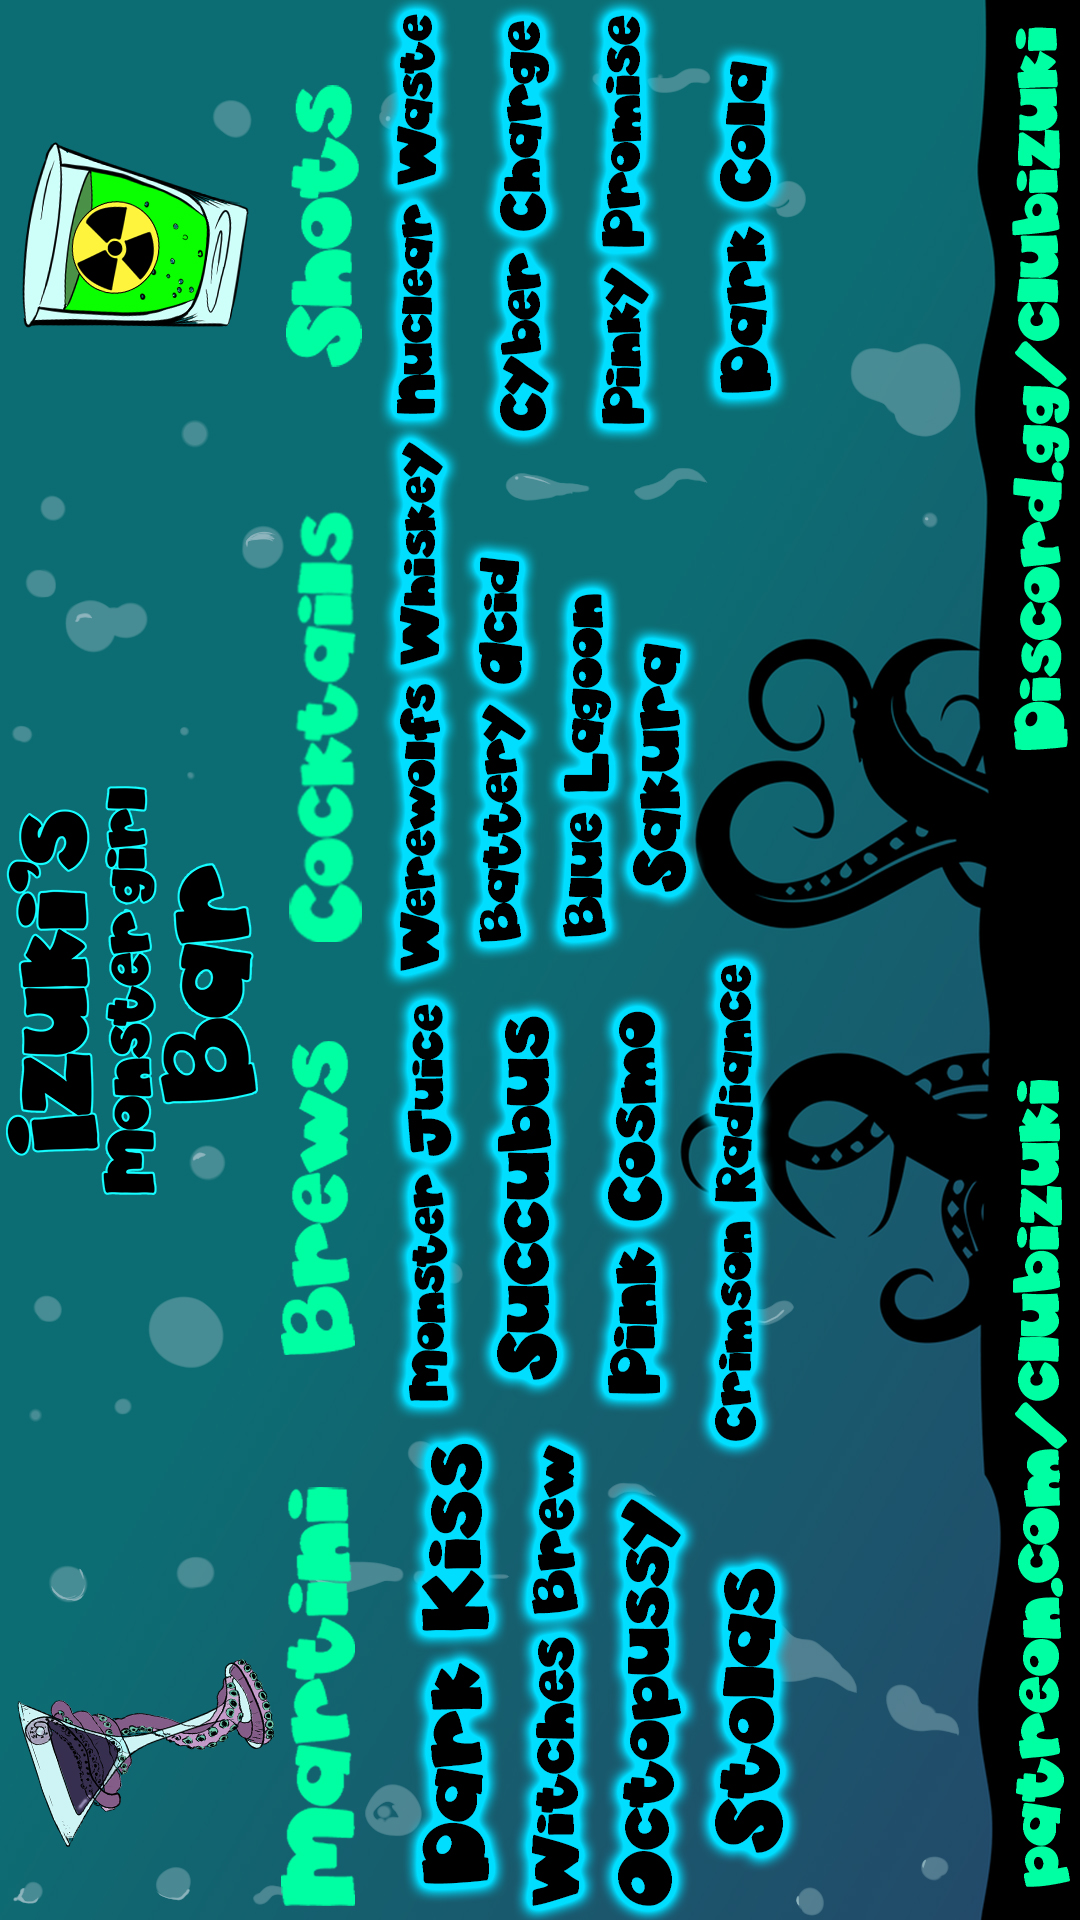 izuki's
monster girl
Bar
Martini
Dark Kiss
Witches Brew
Octopussy
Stolas
Brews
Monster Juice
Succubus
Pink Cosmo
Crimson Radiance
Cocktails
Werewolfs Whiskey
Battery Acid
Blue Lagoon
Sakura
Shots
Nuclear Waste
Cyber Charge
Pinky Promise
Dark Cola
patreon.com/clubizuki
Discord.gg/clubizuki